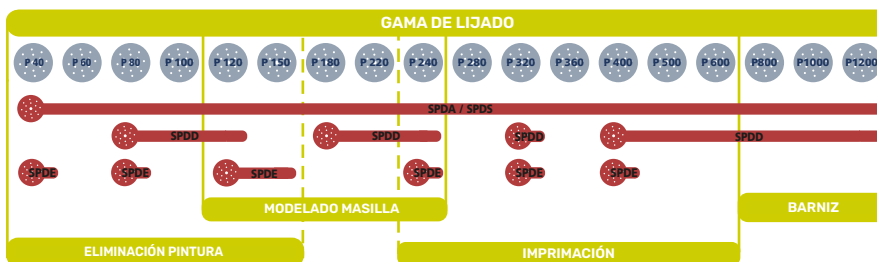 GAMA DE LIJADO
P 40 P 60 P 80 P 100 P 120 P 150 P 180 P 220 P 240 P 280 P 320 P 360 P 400 P 500 P 600 P800 P1000 P1200
SPDA / SPDS
SPDD SPDD SPDD SPDD
SPDE SPDE SPDE SPDE SPDE SPDE
MODELADO MASILLA BARNIZ
ELIMINACIÓN PINTURA IMPRIMACIÓN